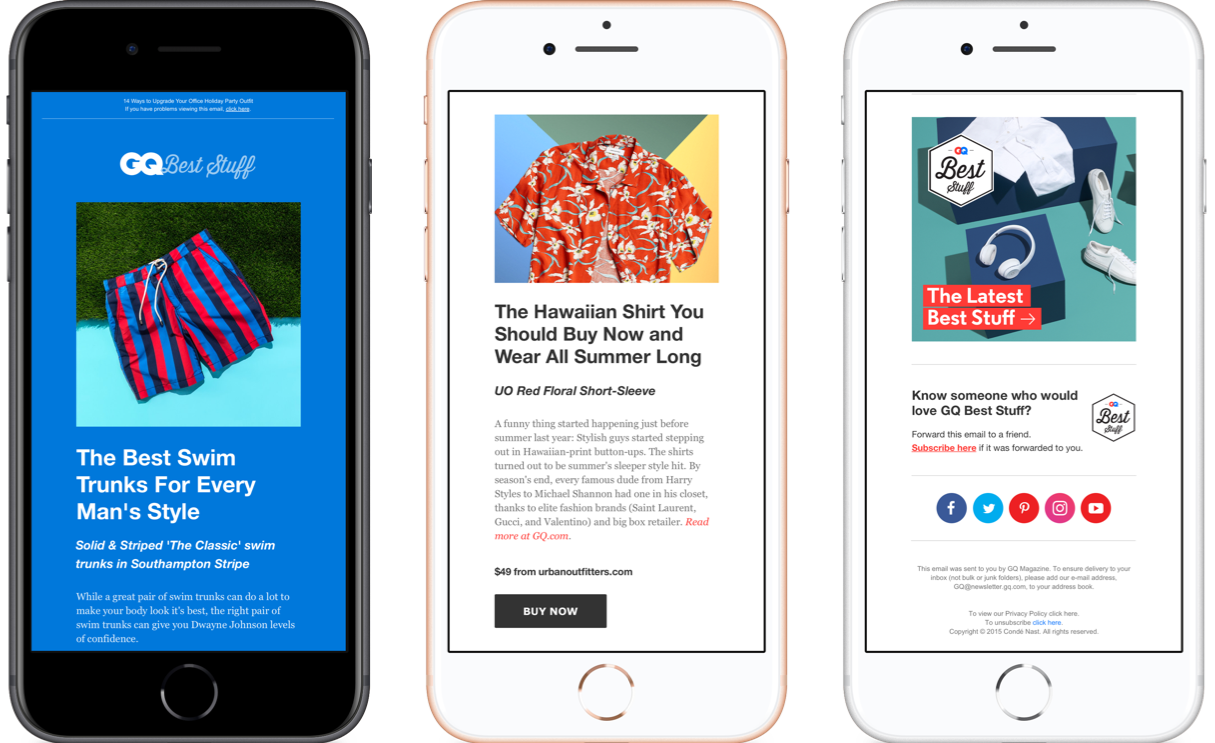 14 Ways to Upgrade Your Office Holiday Party Outfit
If you have problems viewing this email, click here.
GQ Best Stuff
The Best Swim
Trunks For Every
Man's Style
Solid & Striped 'The Classic' swim
trunks in Southampton Stripe
While a great pair of swim trunks can do a lot to
make your body look it's best, the right pair of
swim trunks can give you Dwayne Johnson levels
of confidence.
The Hawaiian Shirt You
Should Buy Now and
Wear All Summer Long
UO Red Floral Short-Sleeve
A funny thing started happening just before
summer last year: Stylish guys started stepping
out in Hawaiian-print button-ups. The shirts
turned out to be summer's sleeper style hit. By
season's end, every famous dude from Harry
Styles to Michael Shannon had one in his closet,
thanks to elite fashion brands (Saint Laurent,
Gucci, and Valentino) and big box retailer. Read
more at GQ.com.
$49 from urbanoutfitters.com
BUY NOW
GQ
Best
Stuff
The Latest
Best Stuff →
Know someone who would
love GQ Best Stuff?
Forward this email to a friend.
Subscribe here if it was forwarded to you.
GQ
Best
Stuff
This email was sent to you by GQ Magazine. To ensure delivery to your
inbox (not bulk or junk folders), please add our e-mail address,
GQ@newsletter.gq.com, to your address book.
To view our Privacy Policy click here.
To unsubscribe click here.
Copyright © 2015 Condé Nast. All rights reserved.